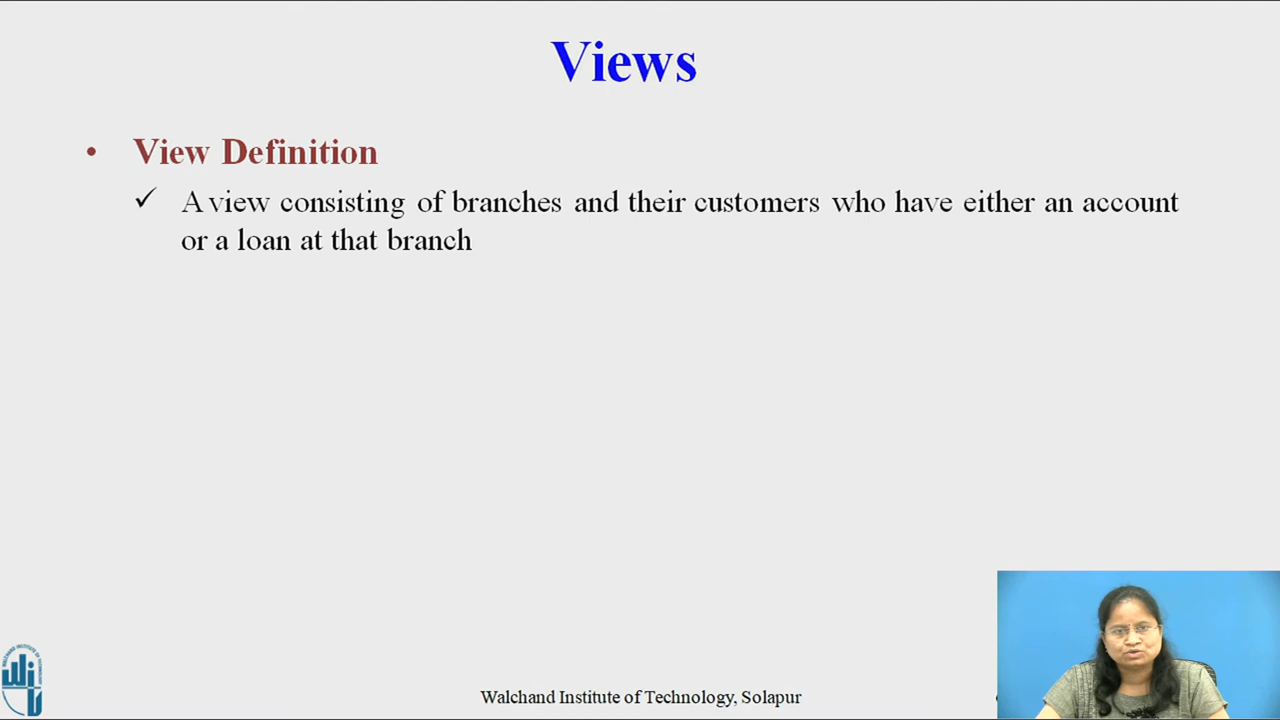 Views
• View Definition
✓ A view consisting of branches and their customers who have either an account
or a loan at that branch
Walchand Institute of Technology, Solapur